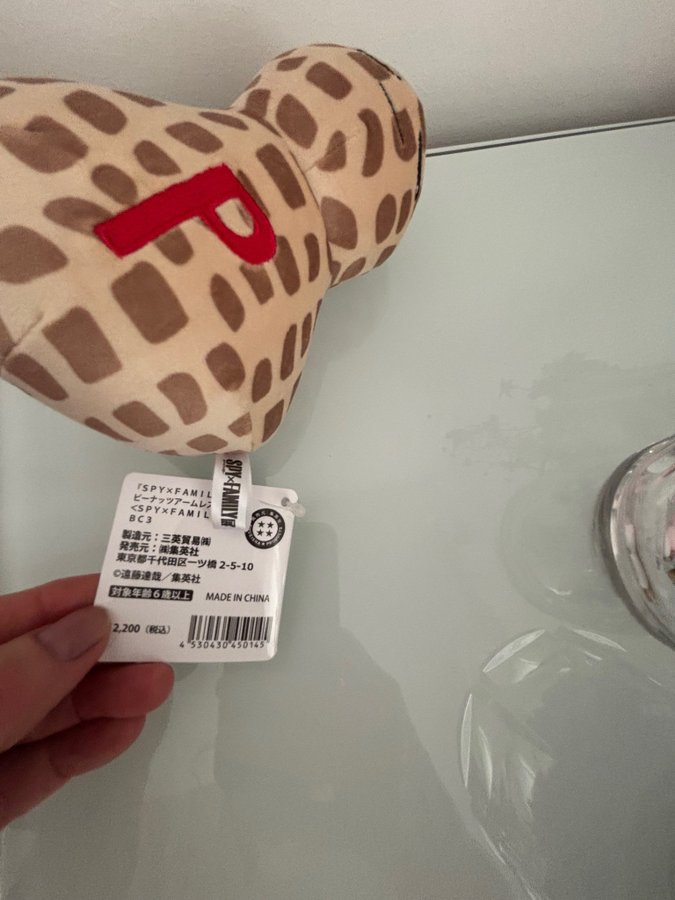 P
SPY×FAMILY
『SPY×FAMIL
ピーナッツアームレス
<SPY×FAMIL
BC3
製造元：三英貿易㈱
発売元：㈱集英社
東京都千代田区一ツ橋 2-5-10
©遠藤達哉／集英社
対象年齢6歳以上 MADE IN CHINA
2,200（税込）
4 530430 450145